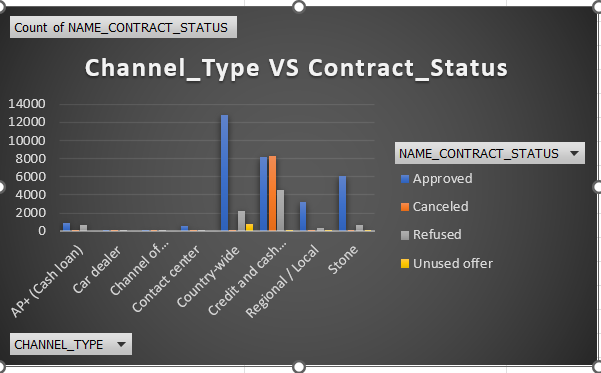 Count of NAME_CONTRACT_STATUS
Channel_Type VS Contract_Status
14000
12000
10000
8000
6000
4000
2000
0
AP+ (Cash loan)
Car dealer
Channel of...
Contact center
Country-wide
Credit and cash...
Regional / Local
Stone
NAME_CONTRACT_STATUS
Approved
Canceled
Refused
Unused offer
CHANNEL_TYPE